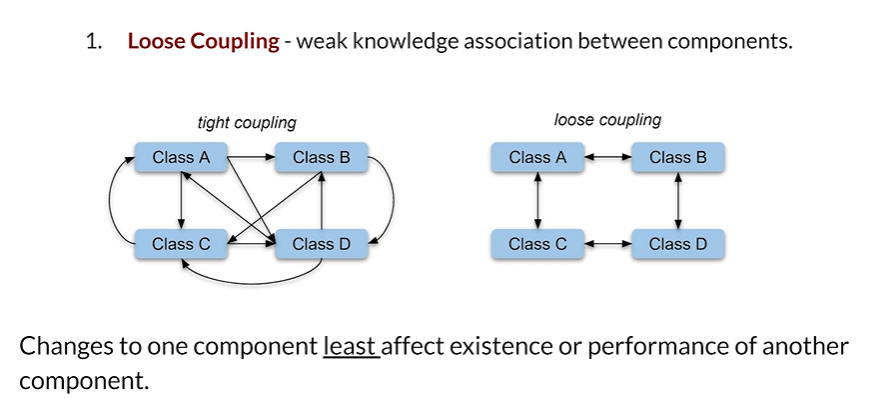 1. Loose Coupling - weak knowledge association between components.
tight coupling
loose coupling
Class A
Class B
Class A
Class B
Class C
Class D
Class C
Class D
Changes to one component least affect existence or performance of another
component.